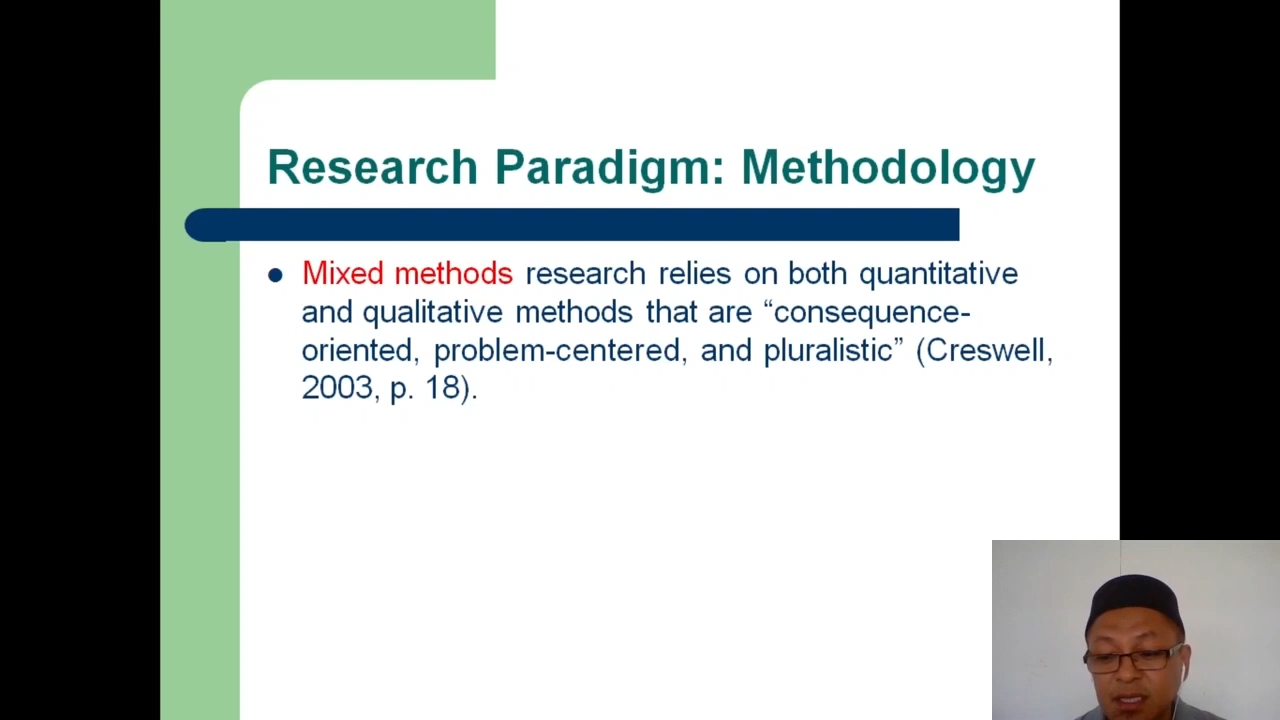 Research Paradigm: Methodology
Mixed methods research relies on both quantitative
and qualitative methods that are “consequence-
oriented, problem-centered, and pluralistic” (Creswell,
2003, p. 18).